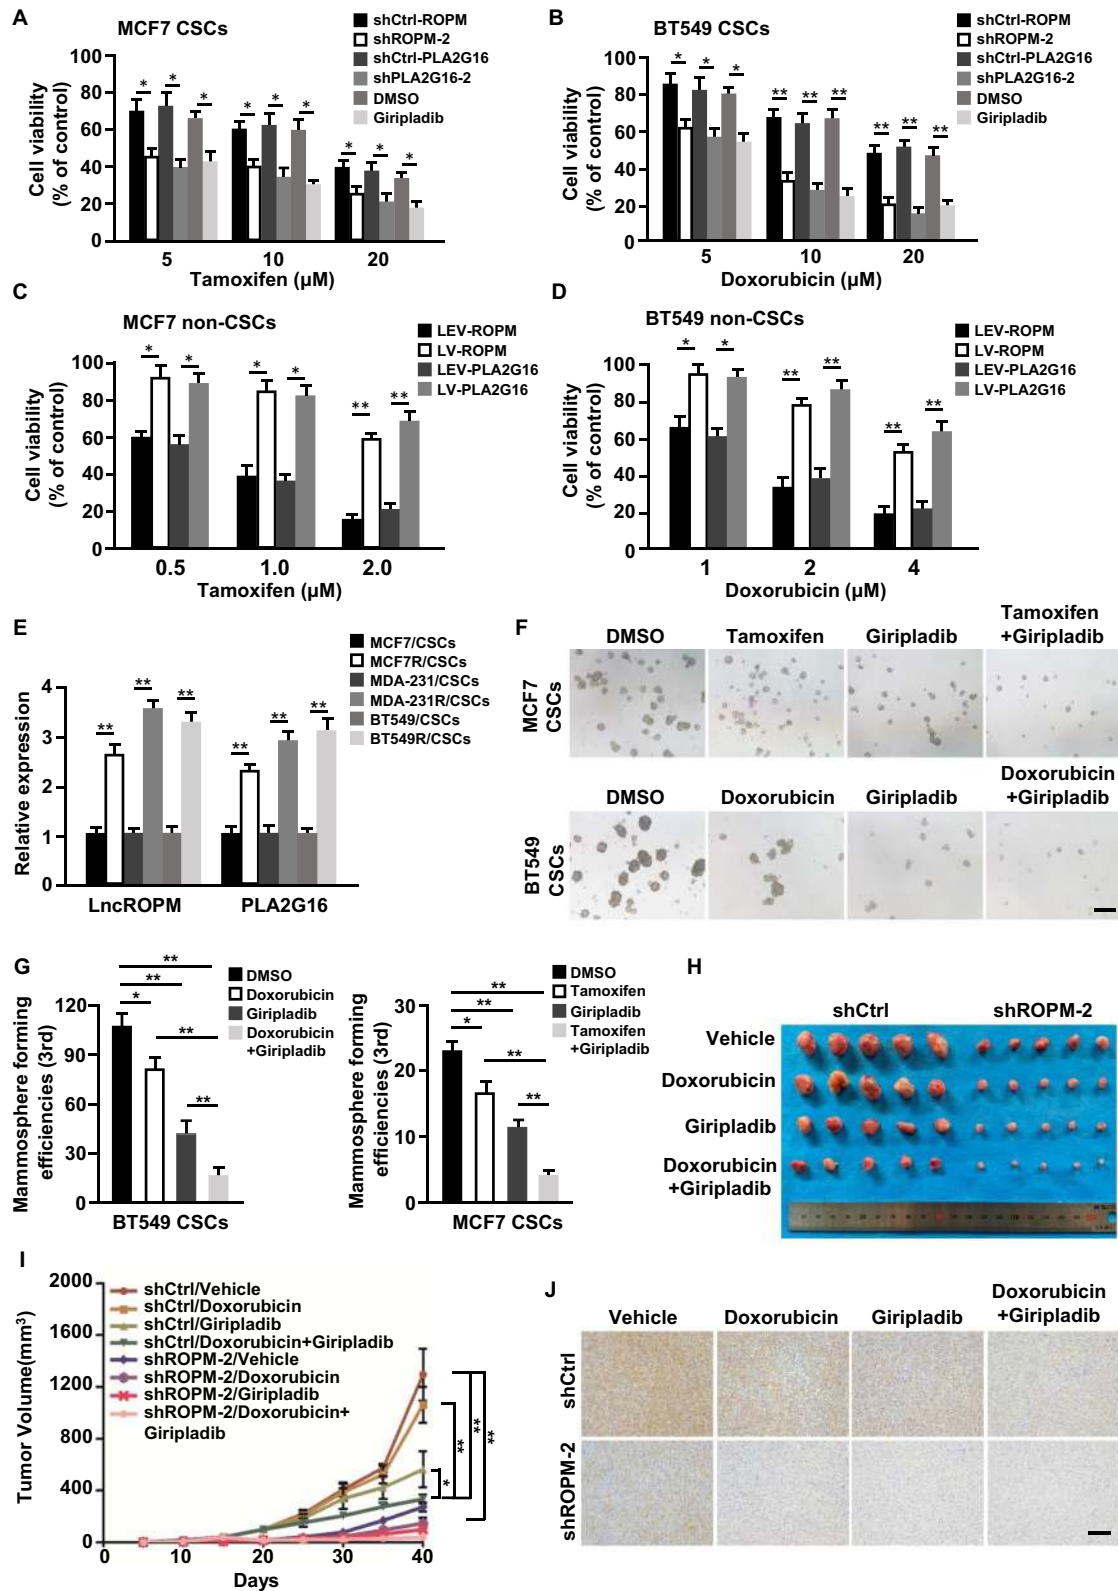 A
MCF7 CSCs
shCtrl-ROPM
shROPM-2
shCtrl-PLA2G16
shPLA2G16-2
DMSO
Giripladib
Cell viability
(% of control)
100
80
60
40
20
0
* * * * * * * * *
5 10 20
Tamoxifen (μM)
B
BT549 CSCs
shCtrl-ROPM
shROPM-2
shCtrl-PLA2G16
shPLA2G16-2
DMSO
Giripladib
Cell viability
(% of control)
100
80
60
40
20
0
* * * ** ** ** ** ** **
5 10 20
Doxorubicin (μM)
C
MCF7 non-CSCs
LEV-ROPM
LV-ROPM
LEV-PLA2G16
LV-PLA2G16
Cell viability
(% of control)
100
80
60
40
20
0
* * * * ** **
0.5 1.0 2.0
Tamoxifen (μM)
D
BT549 non-CSCs
LEV-ROPM
LV-ROPM
LEV-PLA2G16
LV-PLA2G16
Cell viability
(% of control)
100
80
60
40
20
0
* * ** ** ** **
1 2 4
Doxorubicin (μM)
E
MCF7/CSCs
MCF7R/CSCs
MDA-231/CSCs
MDA-231R/CSCs
BT549/CSCs
BT549R/CSCs
Relative expression
4
3
2
1
0
** ** ** ** ** **
LncROPM PLA2G16
F
DMSO Tamoxifen Giripladib Tamoxifen
+Giripladib
MCF7
CSCs
DMSO Doxorubicin Giripladib Doxorubicin
+Giripladib
BT549
CSCs
G
DMSO
Doxorubicin
Giripladib
Doxorubicin
+Giripladib
Mammosphere forming
efficiencies (3rd)
120
90
60
30
0
**
**
*
**
**
BT549 CSCs
DMSO
Tamoxifen
Giripladib
Tamoxifen
+Giripladib
Mammosphere forming
efficiencies (3rd)
30
20
10
0
**
**
*
**
**
MCF7 CSCs
H
shCtrl shROPM-2
Vehicle
Doxorubicin
Giripladib
Doxorubicin
+Giripladib
I
2000
1600
1200
800
400
0
Tumor Volume(mm³)
shCtrl/Vehicle
shCtrl/Doxorubicin
shCtrl/Giripladib
shCtrl/Doxorubicin+Giripladib
shROPM-2/Vehicle
shROPM-2/Doxorubicin
shROPM-2/Giripladib
shROPM-2/Doxorubicin+
Giripladib
*
**
**
**
0 10 20 30 40
Days
J
Vehicle Doxorubicin Giripladib Doxorubicin
+Giripladib
shCtrl
shROPM-2